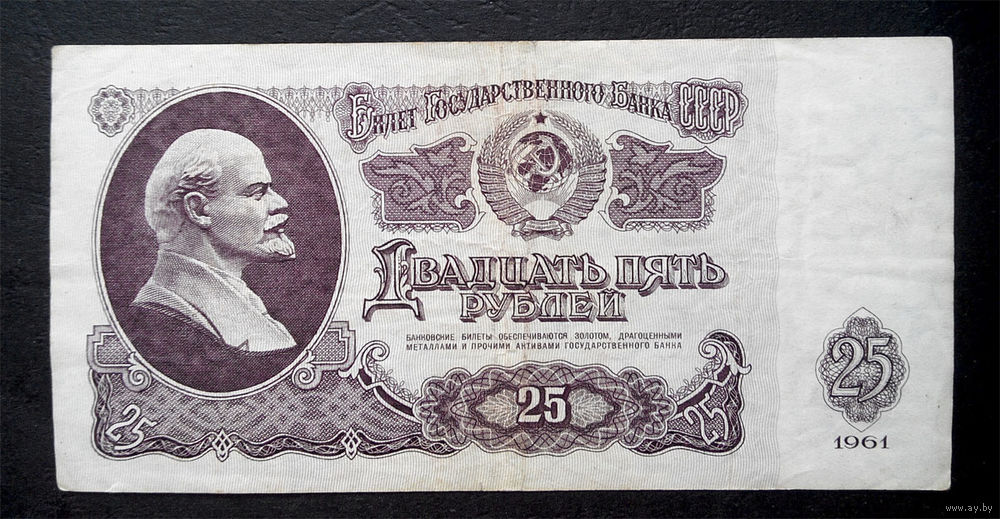 Билет Государственного Банка СССР
Двадцать пять
рублей
БАНКОВСКИЕ БИЛЕТЫ ОБЕСПЕЧИВАЮТСЯ ЗОЛОТОМ, ДРАГОЦЕННЫМИ
МЕТАЛЛАМИ И ПРОЧИМИ АКТИВАМИ ГОСУДАРСТВЕННОГО БАНКА
25
25
25
25
1961
www.ay.by